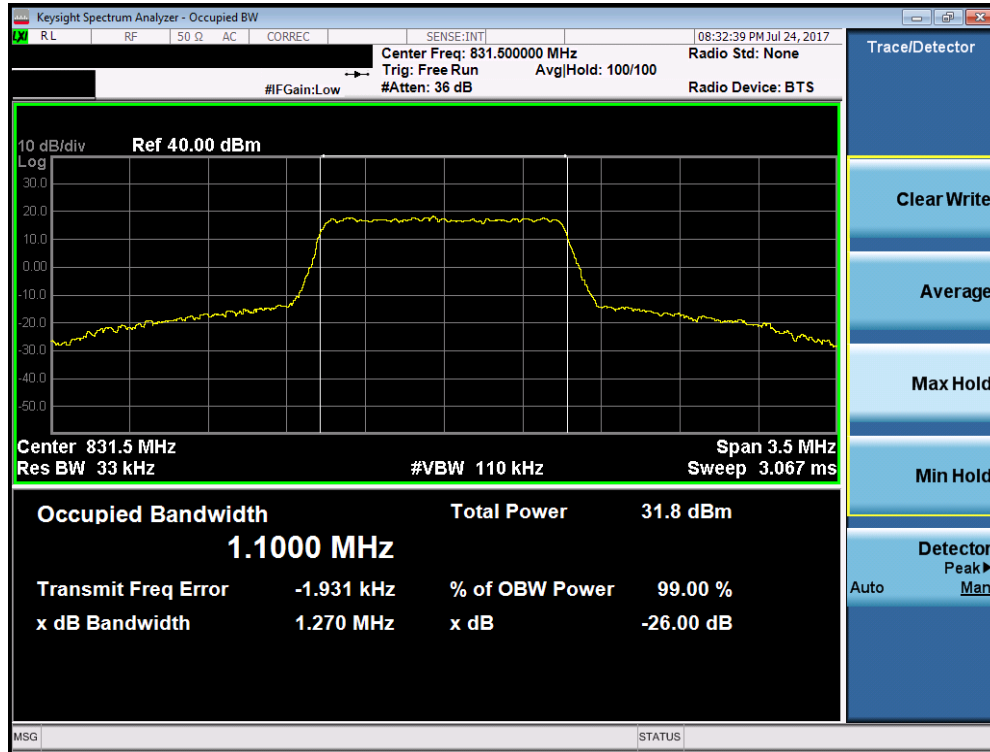 Keysight Spectrum Analyzer - Occupied BW
LXI RL RF 50 Ω AC CORREC SENSE:INT 08:32:39 PM Jul 24, 2017
Center Freq: 831.500000 MHz Radio Std: None
Trig: Free Run Avg|Hold: 100/100
#IFGain:Low #Atten: 36 dB Radio Device: BTS
Trace/Detector
10 dB/div Ref 40.00 dBm
Log
30.0
20.0
10.0
0.00
-10.0
-20.0
-30.0
-40.0
-50.0
Center 831.5 MHz Span 3.5 MHz
Res BW 33 kHz #VBW 110 kHz Sweep 3.067 ms
Occupied Bandwidth Total Power 31.8 dBm
1.1000 MHz
Transmit Freq Error -1.931 kHz % of OBW Power 99.00 %
x dB Bandwidth 1.270 MHz x dB -26.00 dB
Clear Write
Average
Max Hold
Min Hold
Detector
Peak▶
Auto Man
MSG STATUS